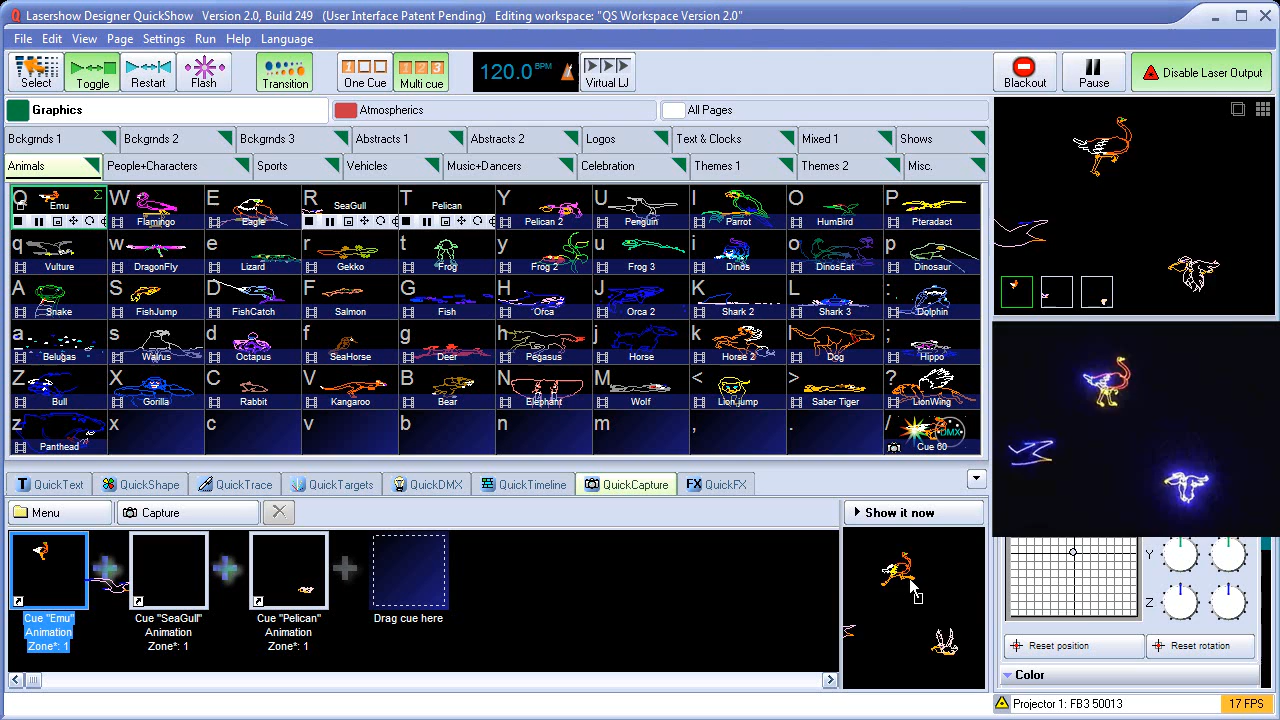 Lasershow Designer QuickShow   Version 2.0, Build 249   (User Interface Patent Pending)   Editing workspace: "QS Workspace Version 2.0"
File Edit View Page Settings Run Help Language
Select Toggle Restart Flash Transition One Cue Multi cue 120.0 BPM Virtual LJ Blackout Pause Disable Laser Output
Graphics Atmospherics All Pages
Bckgrnds 1 Bckgrnds 2 Bckgrnds 3 Abstracts 1 Abstracts 2 Logos Text & Clocks Mixed 1 Shows
Animals People+Characters Sports Vehicles Music+Dancers Celebration Themes 1 Themes 2 Misc.
Q Emu W Flamingo E Eagle R SeaGull T Pelican Y Pelican 2 U Penguin I Parrot O HumBird P Pteradact
q Vulture w DragonFly e Lizard r Gekko t Frog y Frog 2 u Frog 3 i Dinos o DinosEat p Dinosaur
A Snake S FishJump D FishCatch F Salmon G Fish H Orca J Orca 2 K Shark 2 L Shark 3 : Dolphin
a Belugas s Walrus d Octapus f SeaHorse g Deer h Pegasus j Horse k Horse 2 l Dog ; Hippo
Z Bull X Gorilla C Rabbit V Kangaroo B Bear N Elephant M Wolf < Lion jump > Saber Tiger ? LionWing
z Panthead x c v b n m , . / DMX Cue 60
QuickText QuickShape QuickTrace QuickTargets QuickDMX QuickTimeline QuickCapture FX QuickFX
Menu Capture Show it now
Cue "Emu" Cue "SeaGull" Cue "Pelican" Drag cue here
Animation Animation Animation
Zone*: 1 Zone*: 1 Zone*: 1
Y
Z
Reset position Reset rotation
Color
Projector 1: FB3 50013 17 FPS